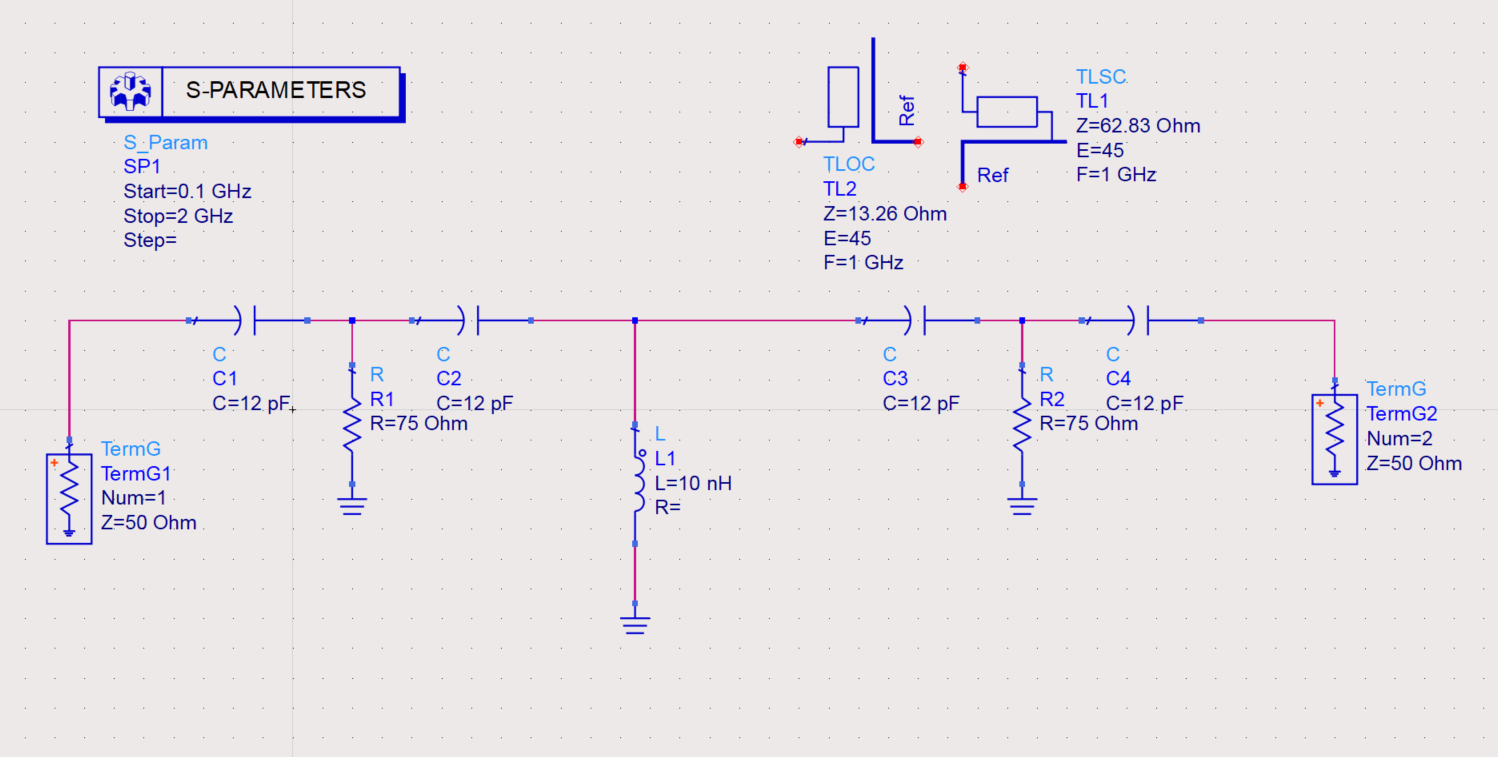 S-PARAMETERS
S_Param
SP1
Start=0.1 GHz
Stop=2 GHz
Step=
Ref
TLOC
TL2
Z=13.26 Ohm
E=45
F=1 GHz
TLSC
TL1
Z=62.83 Ohm
E=45
F=1 GHz
Ref
TermG
TermG1
Num=1
Z=50 Ohm
C
C1
C=12 pF
R
R1
R=75 Ohm
C
C2
C=12 pF
L
L1
L=10 nH
R=
C
C3
C=12 pF
R
R2
R=75 Ohm
C
C4
C=12 pF
TermG
TermG2
Num=2
Z=50 Ohm